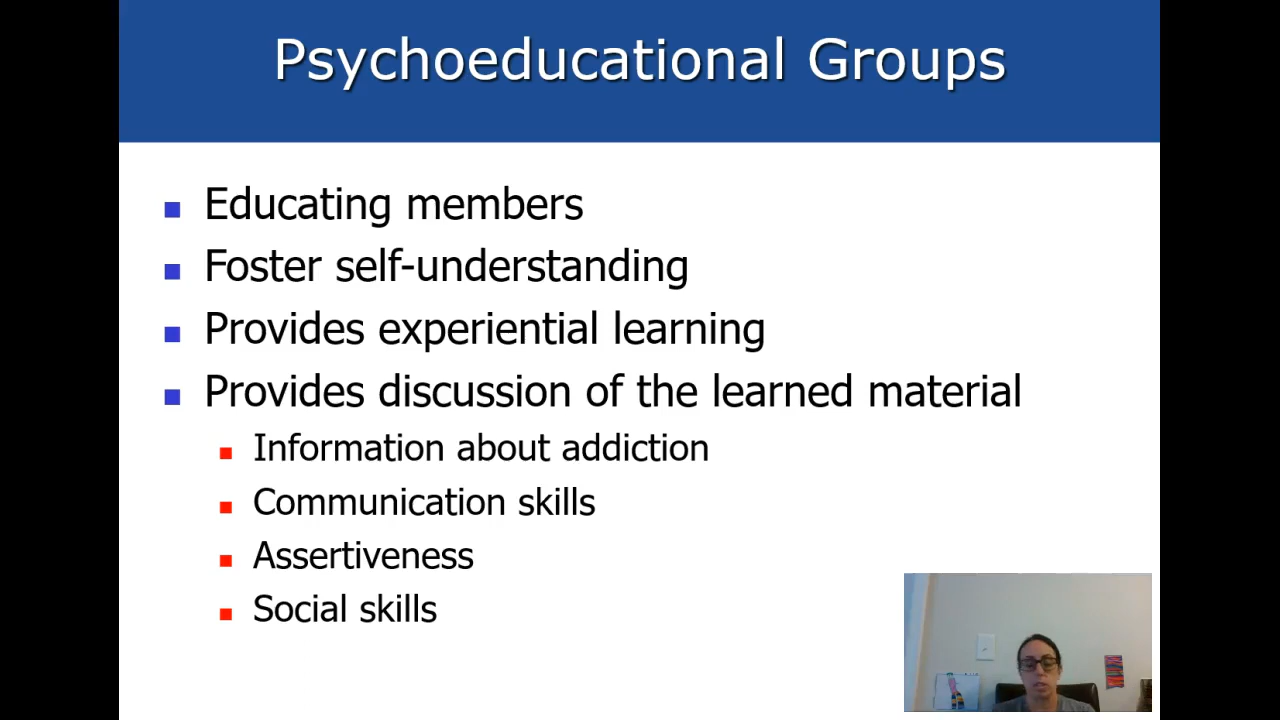 Psychoeducational Groups
Educating members
Foster self-understanding
Provides experiential learning
Provides discussion of the learned material
Information about addiction
Communication skills
Assertiveness
Social skills